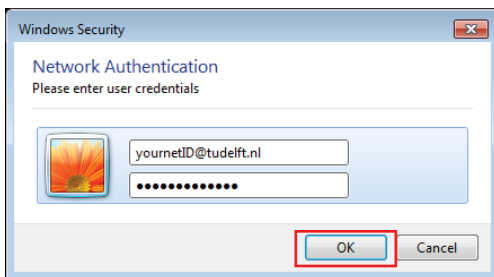 Windows Security
Network Authentication
Please enter user credentials
yournetID@tudelft.nl
•••••••••••••
OK
Cancel